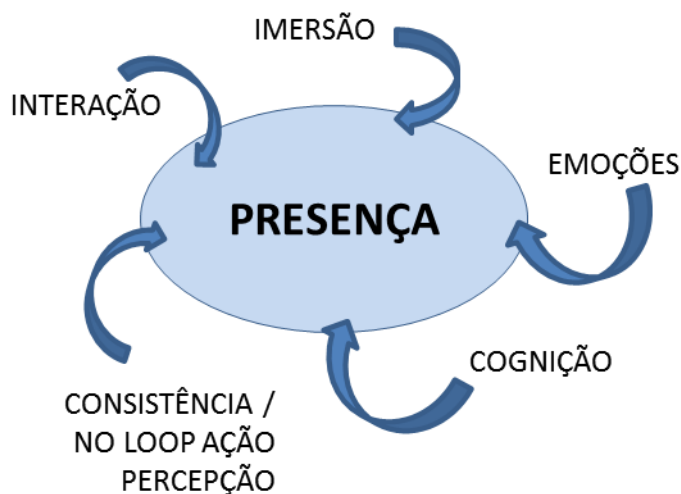 IMERSÃO
INTERAÇÃO
EMOÇÕES
PRESENÇA
COGNIÇÃO
CONSISTÊNCIA /
NO LOOP AÇÃO
PERCEPÇÃO